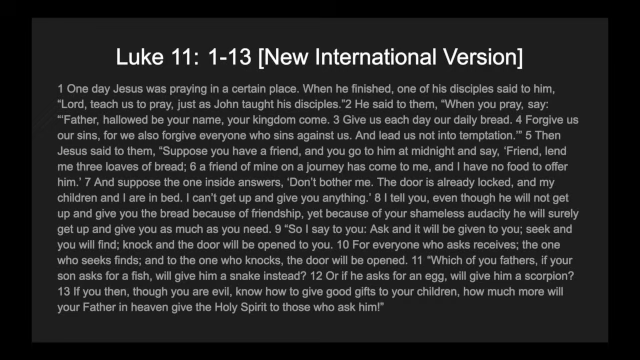 Luke 11: 1-13 [New International Version]
1 One day Jesus was praying in a certain place. When he finished, one of his disciples said to him,
“Lord, teach us to pray, just as John taught his disciples.”2 He said to them, “When you pray, say:
“‘Father, hallowed be your name, your kingdom come. 3 Give us each day our daily bread. 4 Forgive us
our sins, for we also forgive everyone who sins against us. And lead us not into temptation.’” 5 Then
Jesus said to them, “Suppose you have a friend, and you go to him at midnight and say, ‘Friend, lend
me three loaves of bread; 6 a friend of mine on a journey has come to me, and I have no food to offer
him.’ 7 And suppose the one inside answers, ‘Don’t bother me. The door is already locked, and my
children and I are in bed. I can’t get up and give you anything.’ 8 I tell you, even though he will not get
up and give you the bread because of friendship, yet because of your shameless audacity he will surely
get up and give you as much as you need. 9 “So I say to you: Ask and it will be given to you; seek and
you will find; knock and the door will be opened to you. 10 For everyone who asks receives; the one
who seeks finds; and to the one who knocks, the door will be opened. 11 “Which of you fathers, if your
son asks for a fish, will give him a snake instead? 12 Or if he asks for an egg, will give him a scorpion?
13 If you then, though you are evil, know how to give good gifts to your children, how much more will
your Father in heaven give the Holy Spirit to those who ask him!”